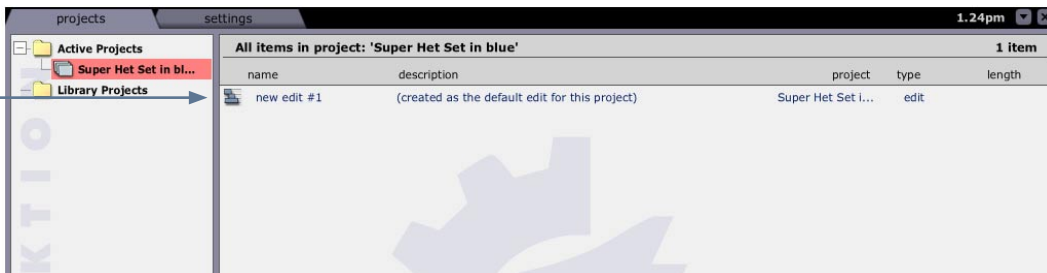 projects settings 1.24pm
Active Projects
Super Het Set in bl...
Library Projects
All items in project: 'Super Het Set in blue' 1 item
name description project type length
new edit #1 (created as the default edit for this project) Super Het Set i... edit
KTIO